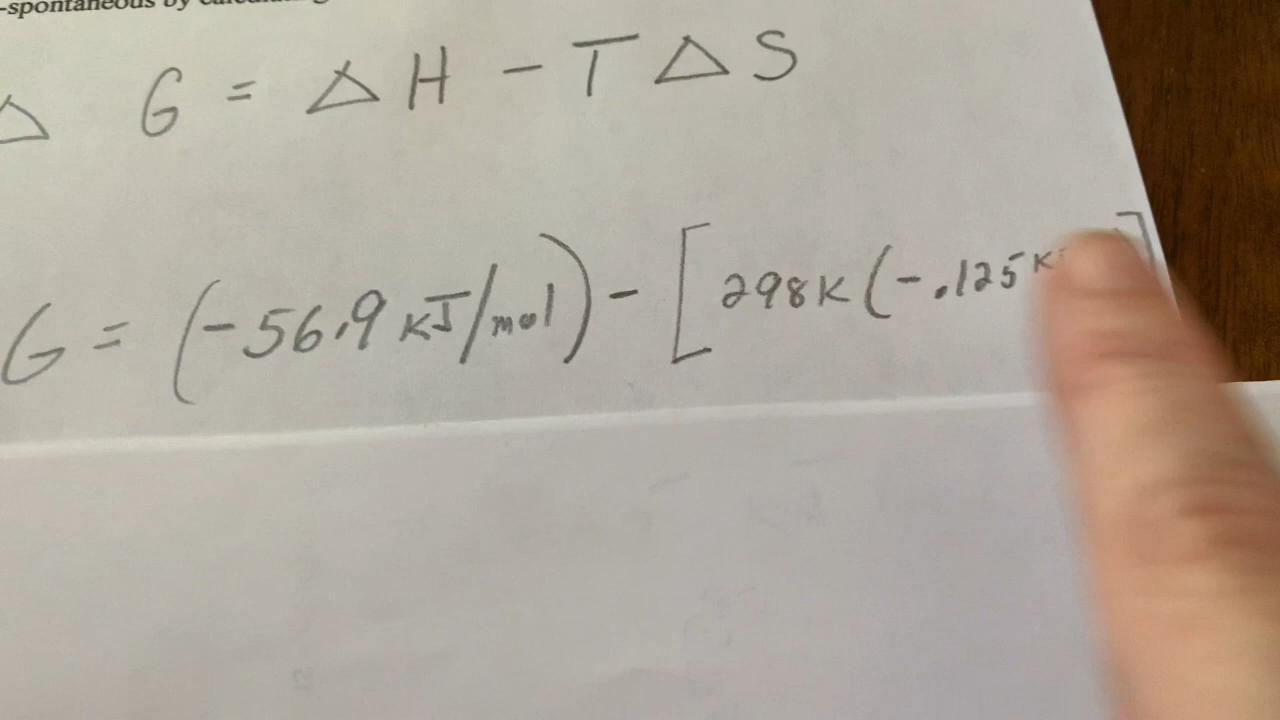 -spontaneous by
Δ G = ΔH - TΔS
G = (-56.9 kJ/mol) - [298K (-.125 K ]